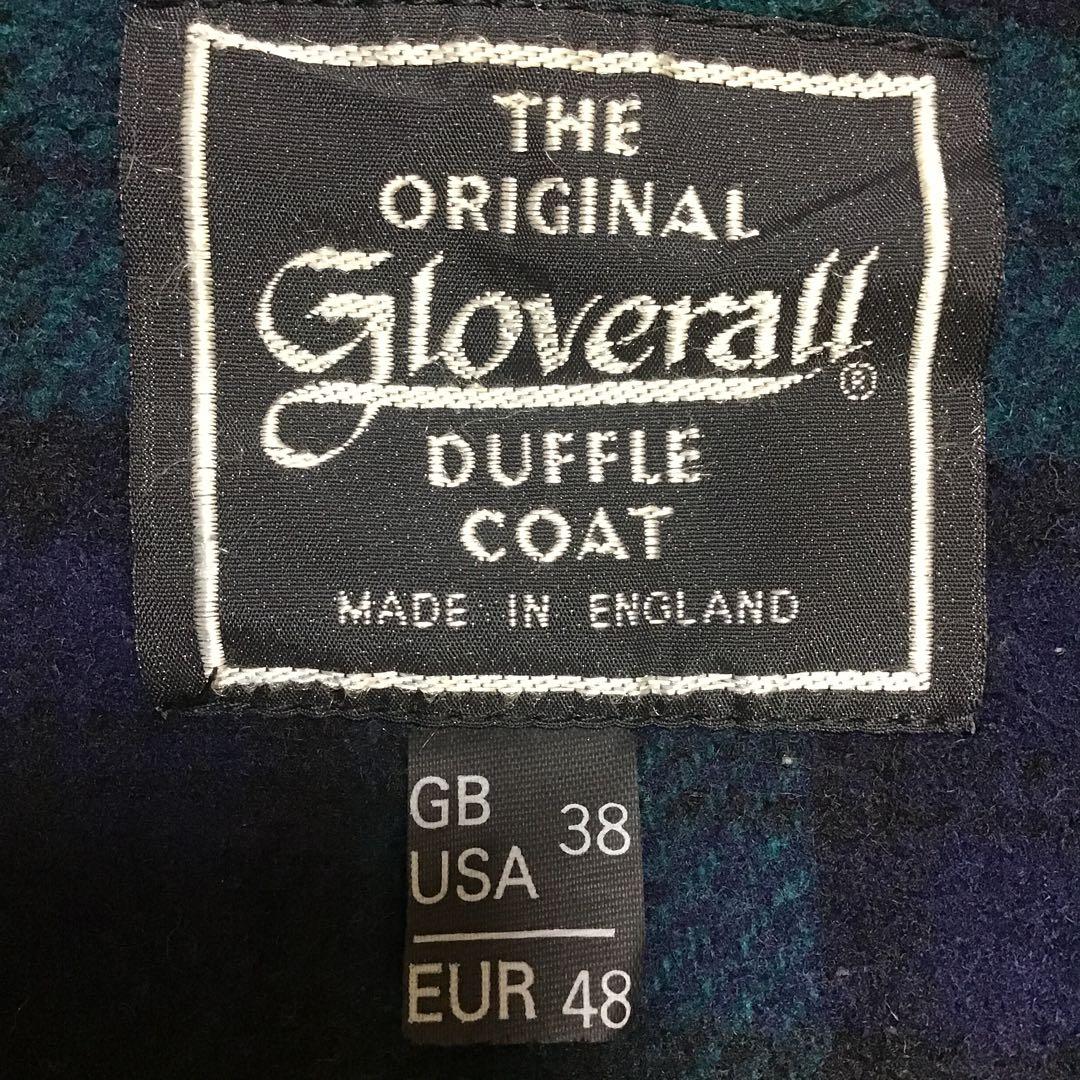 THE
ORIGINAL
Gloverall®
DUFFLE
COAT
MADE IN ENGLAND
GB
USA 38
EUR 48